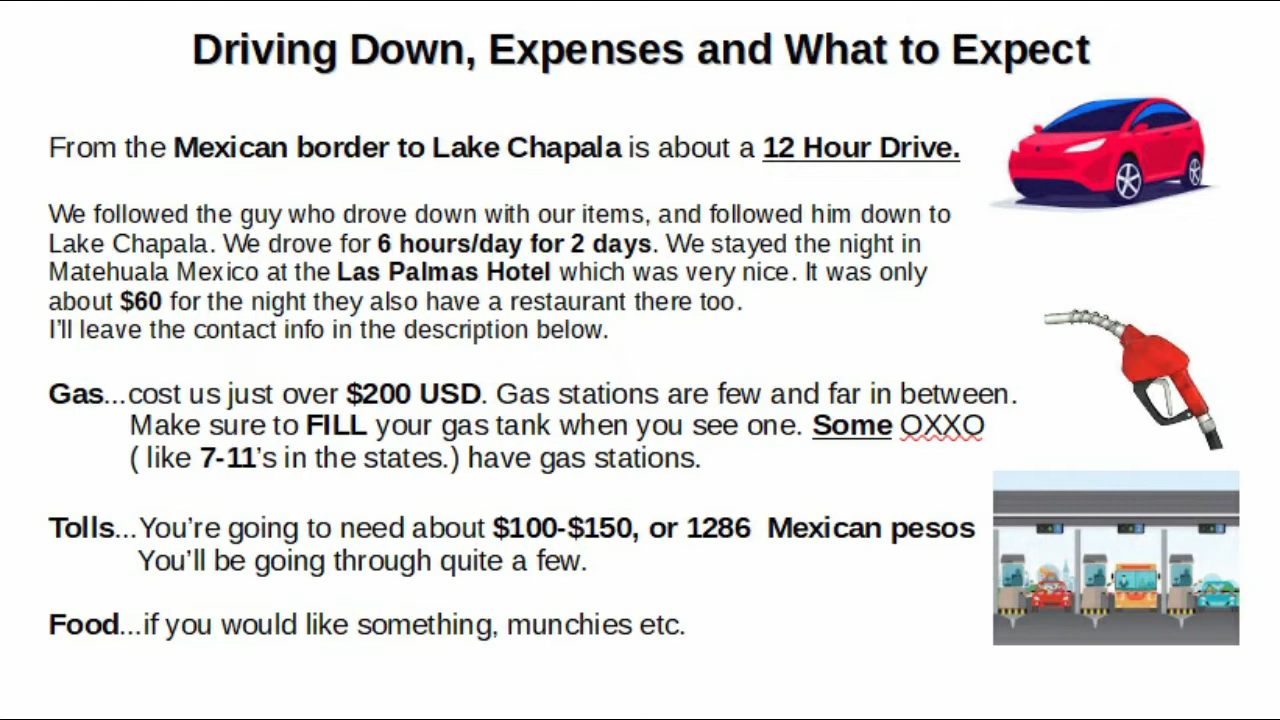 Driving Down, Expenses and What to Expect
From the Mexican border to Lake Chapala is about a 12 Hour Drive.
We followed the guy who drove down with our items, and followed him down to
Lake Chapala. We drove for 6 hours/day for 2 days. We stayed the night in
Matehuala Mexico at the Las Palmas Hotel which was very nice. It was only
about $60 for the night they also have a restaurant there too.
I'll leave the contact info in the description below.
Gas...cost us just over $200 USD. Gas stations are few and far in between.
Make sure to FILL your gas tank when you see one. Some OXXO
( like 7-11's in the states.) have gas stations.
Tolls...You're going to need about $100-$150, or 1286  Mexican pesos
You'll be going through quite a few.
Food...if you would like something, munchies etc.